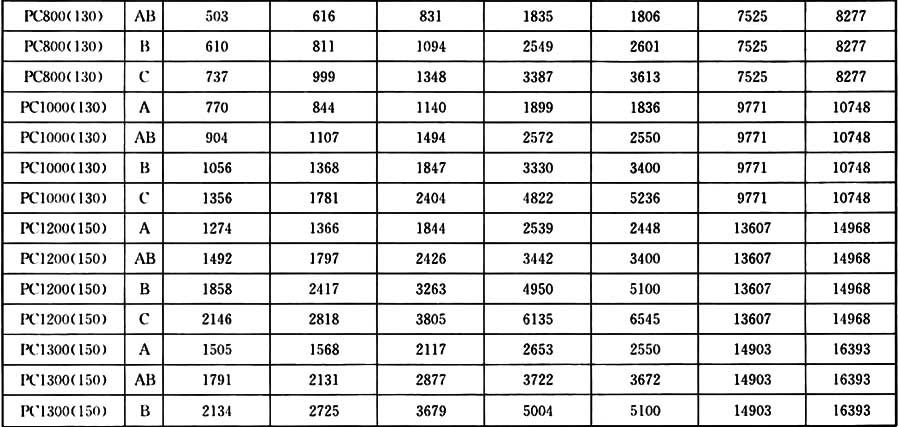 PC800(130) AB 503 616 831 1835 1806 7525 8277
PC800(130) B 610 811 1094 2549 2601 7525 8277
PC800(130) C 737 999 1348 3387 3613 7525 8277
PC1000(130) A 770 844 1140 1899 1836 9771 10748
PC1000(130) AB 904 1107 1494 2572 2550 9771 10748
PC1000(130) B 1056 1368 1847 3330 3400 9771 10748
PC1000(130) C 1356 1781 2404 4822 5236 9771 10748
PC1200(150) A 1274 1366 1844 2539 2448 13607 14968
PC1200(150) AB 1492 1797 2426 3442 3400 13607 14968
PC1200(150) B 1858 2417 3263 4950 5100 13607 14968
PC1200(150) C 2146 2818 3805 6135 6545 13607 14968
PC1300(150) A 1505 1568 2117 2653 2550 14903 16393
PC1300(150) AB 1791 2131 2877 3722 3672 14903 16393
PC1300(150) B 2134 2725 3679 5004 5100 14903 16393